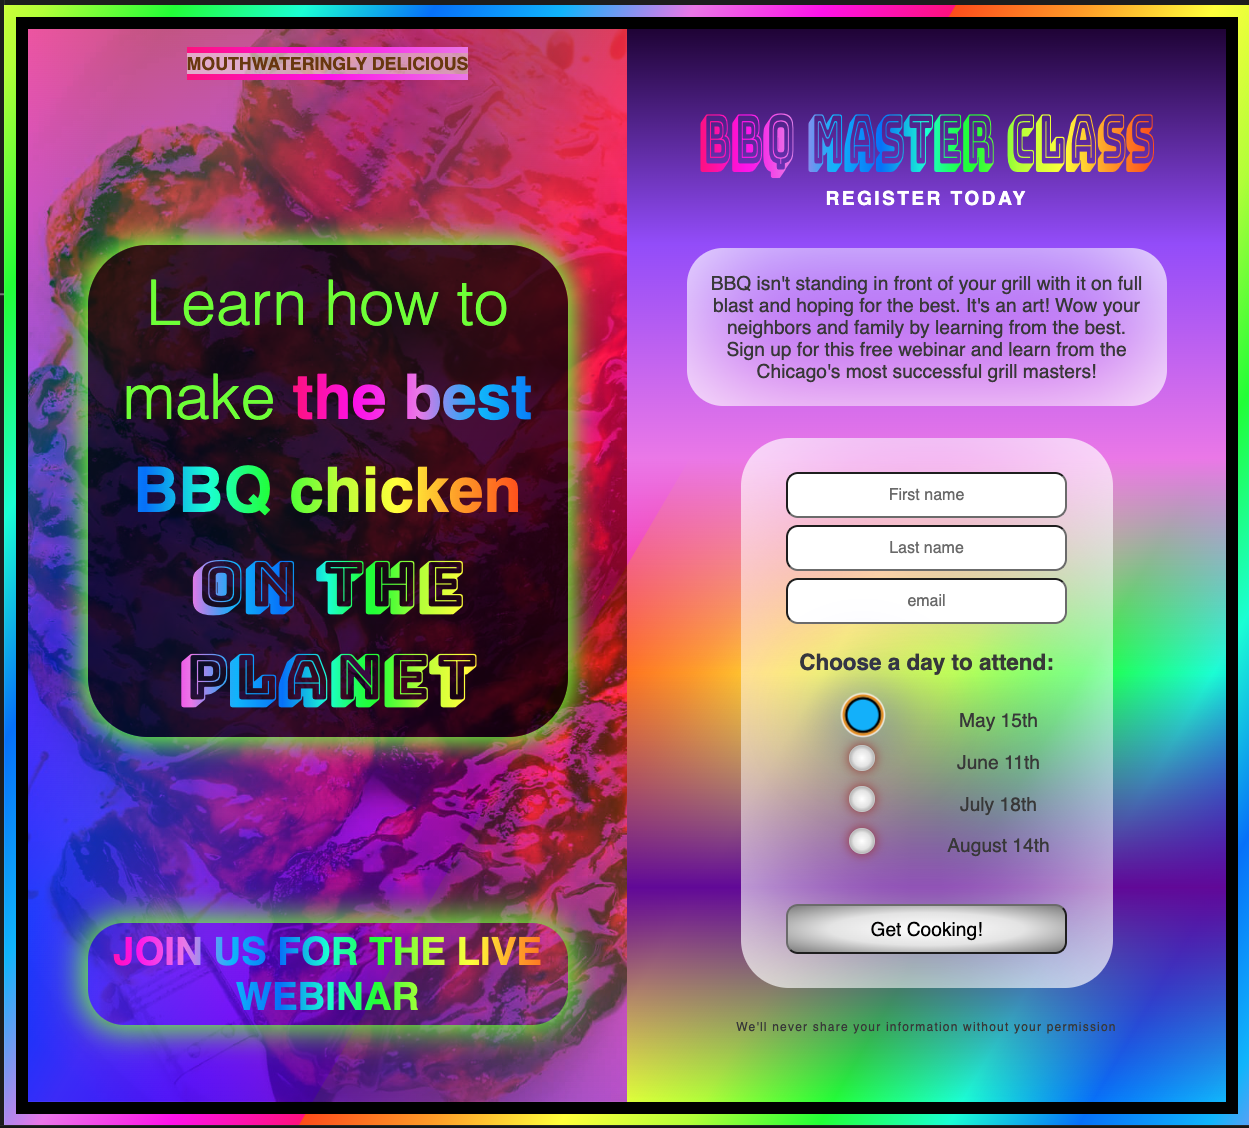 MOUTHWATERINGLY DELICIOUS
Learn how to
make the best
BBQ chicken
ON THE
PLANET
JOIN US FOR THE LIVE
WEBINAR
BBQ MASTER CLASS
REGISTER TODAY
BBQ isn't standing in front of your grill with it on full
blast and hoping for the best. It's an art! Wow your
neighbors and family by learning from the best.
Sign up for this free webinar and learn from the
Chicago's most successful grill masters!
First name
Last name
email
Choose a day to attend:
May 15th
June 11th
July 18th
August 14th
Get Cooking!
We'll never share your information without your permission